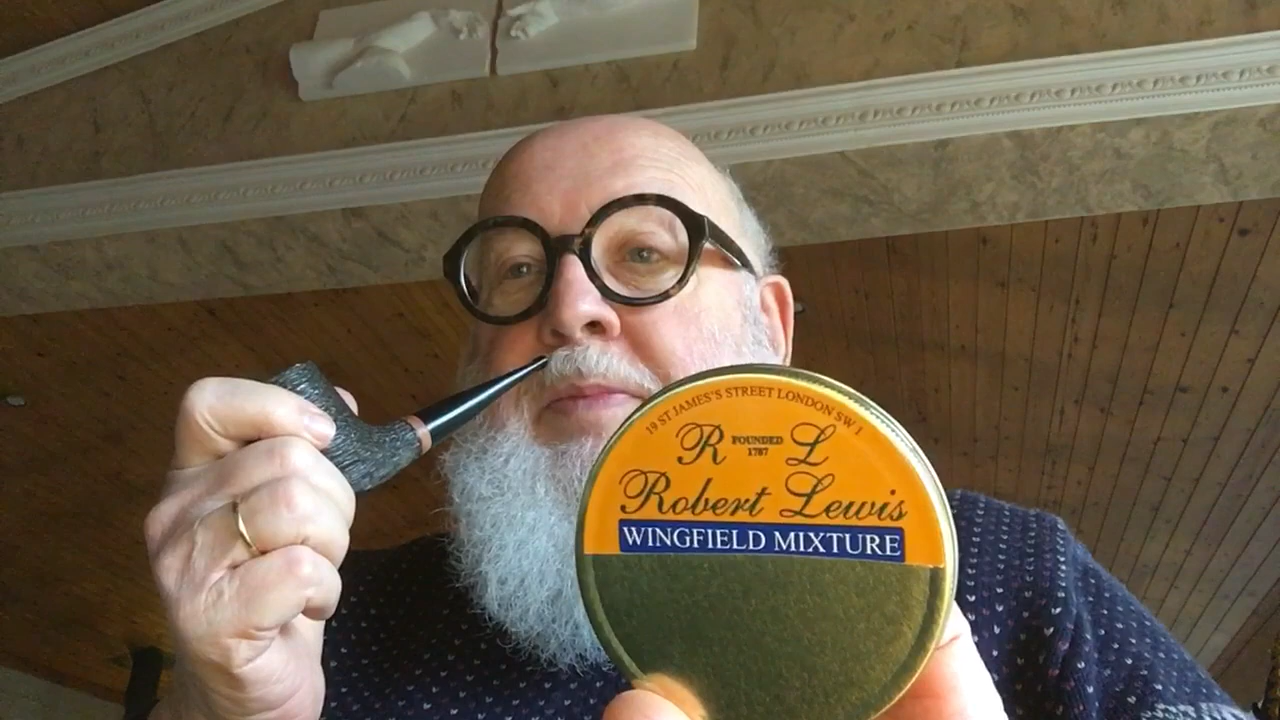 19 ST JAMES'S STREET LONDON SW 1
R FOUNDED L
1787
Robert Lewis
WINGFIELD MIXTURE